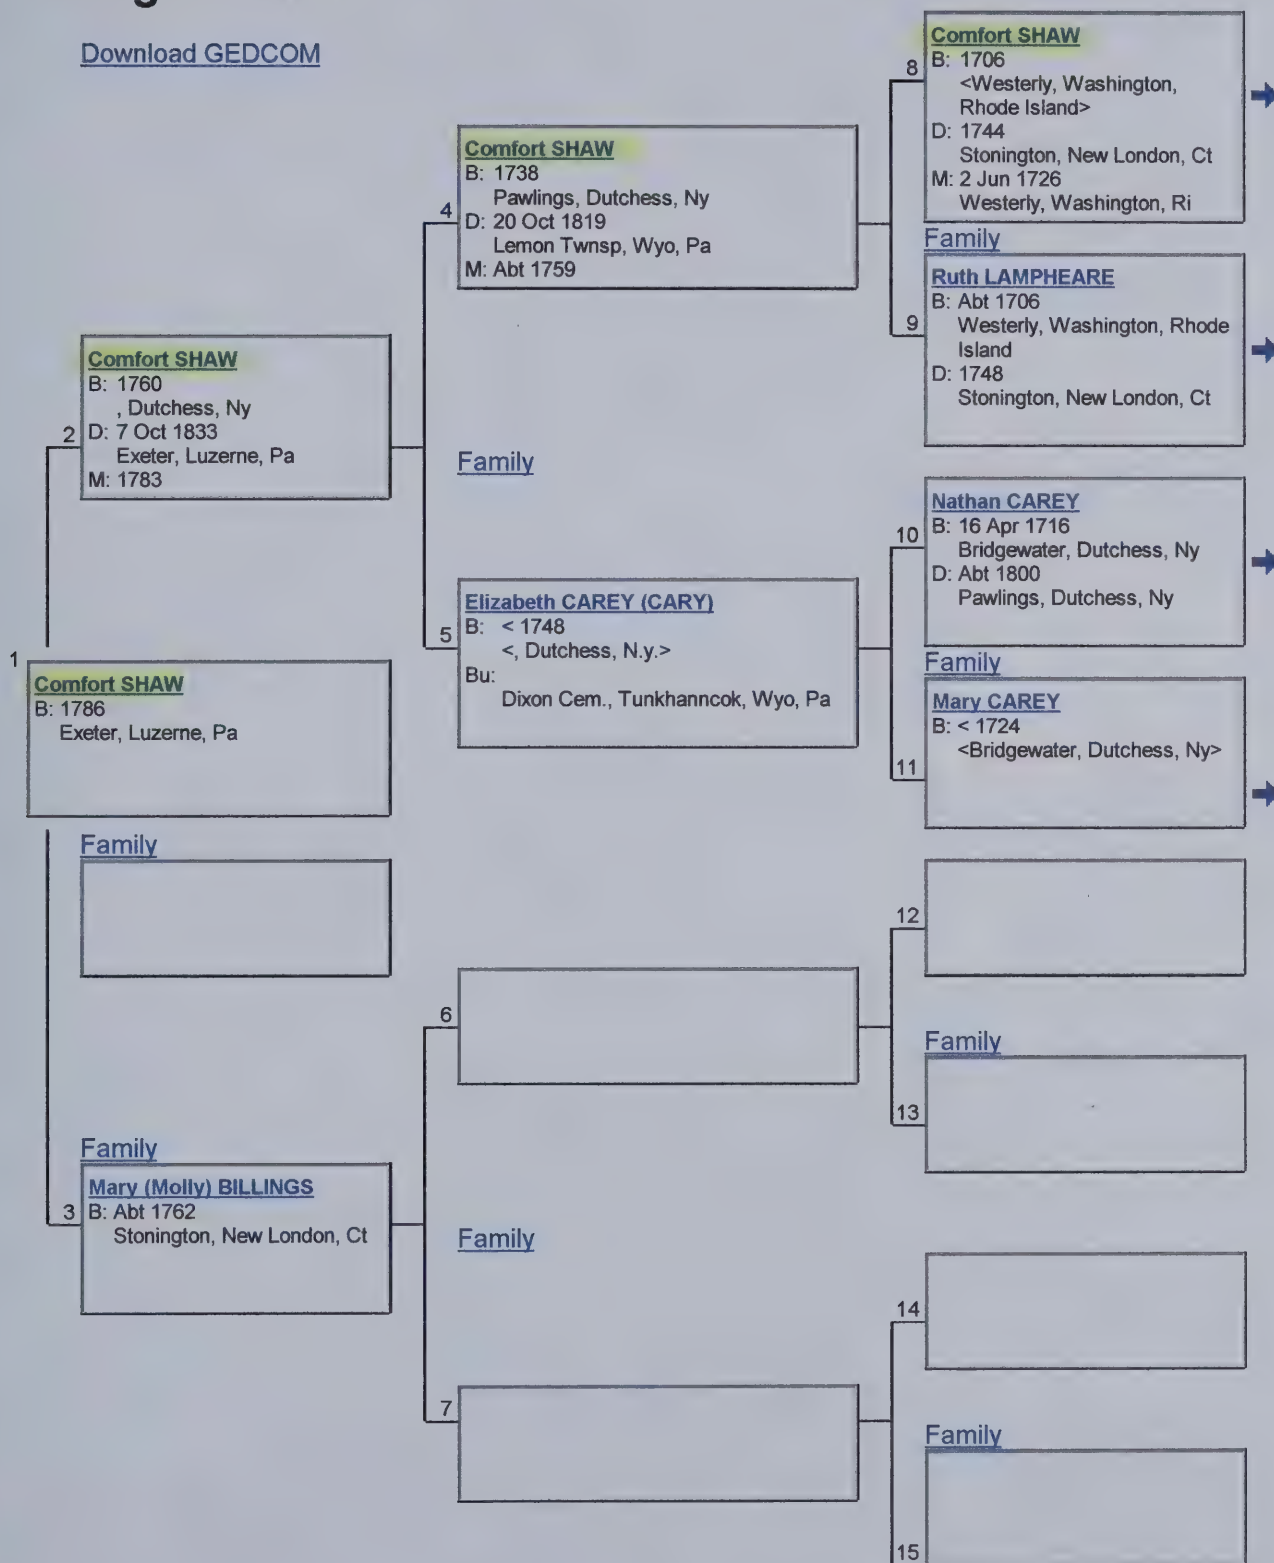 Download GEDCOM
1
Comfort SHAW
B: 1786
Exeter, Luzerne, Pa
Family
2
Comfort SHAW
B: 1760
, Dutchess, Ny
D: 7 Oct 1833
Exeter, Luzerne, Pa
M: 1783
Family
3
Mary (Molly) BILLINGS
B: Abt 1762
Stonington, New London, Ct
4
Comfort SHAW
B: 1738
Pawlings, Dutchess, Ny
D: 20 Oct 1819
Lemon Twnsp, Wyo, Pa
M: Abt 1759
Family
5
Elizabeth CAREY (CARY)
B: < 1748
<, Dutchess, N.y.>
Bu:
Dixon Cem., Tunkhanncok, Wyo, Pa
6
Family
7
8
Comfort SHAW
B: 1706
<Westerly, Washington,
Rhode Island>
D: 1744
Stonington, New London, Ct
M: 2 Jun 1726
Westerly, Washington, Ri
Family
9
Ruth LAMPHEARE
B: Abt 1706
Westerly, Washington, Rhode
Island
D: 1748
Stonington, New London, Ct
10
Nathan CAREY
B: 16 Apr 1716
Bridgewater, Dutchess, Ny
D: Abt 1800
Pawlings, Dutchess, Ny
Family
11
Mary CAREY
B: < 1724
<Bridgewater, Dutchess, Ny>
12
Family
13
14
Family
15